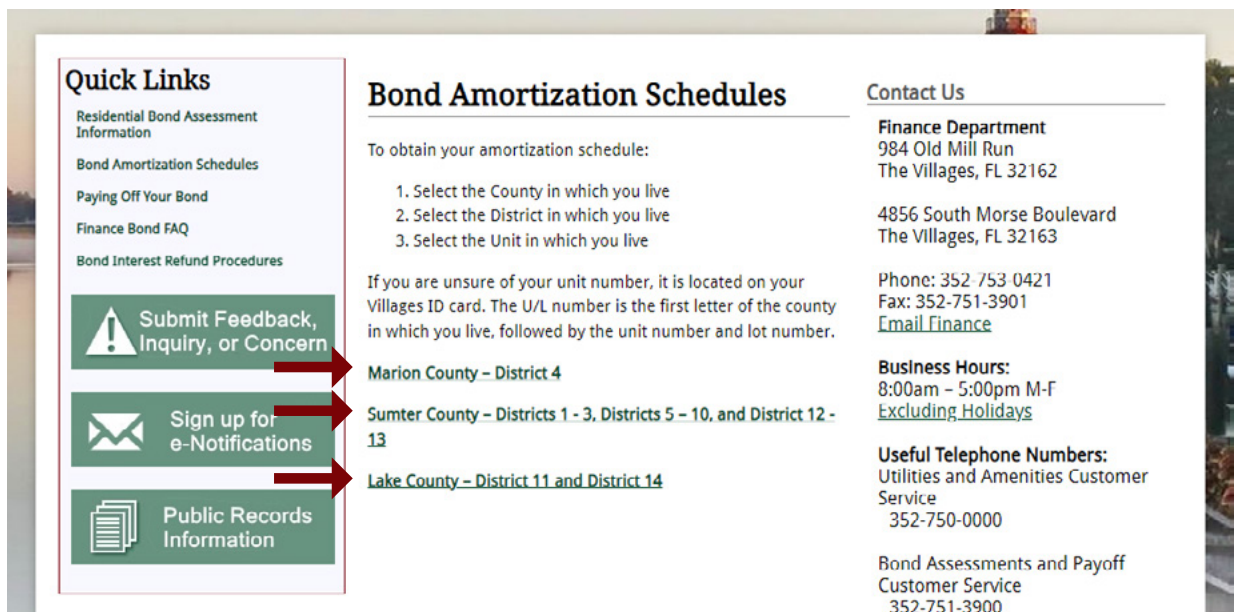 Quick Links
Residential Bond Assessment
Information
Bond Amortization Schedules
Paying Off Your Bond
Finance Bond FAQ
Bond Interest Refund Procedures
Submit Feedback,
Inquiry, or Concern
Sign up for
e-Notifications
Public Records
Information
Bond Amortization Schedules
To obtain your amortization schedule:
1. Select the County in which you live
2. Select the District in which you live
3. Select the Unit in which you live
If you are unsure of your unit number, it is located on your
Villages ID card. The U/L number is the first letter of the county
in which you live, followed by the unit number and lot number.
Marion County – District 4
Sumter County – Districts 1 - 3, Districts 5 – 10, and District 12 -
13
Lake County – District 11 and District 14
Contact Us
Finance Department
984 Old Mill Run
The Villages, FL 32162
4856 South Morse Boulevard
The Villages, FL 32163
Phone: 352-753-0421
Fax: 352-751-3901
Email Finance
Business Hours:
8:00am – 5:00pm M-F
Excluding Holidays
Useful Telephone Numbers:
Utilities and Amenities Customer
Service
352-750-0000
Bond Assessments and Payoff
Customer Service
352-751-3900